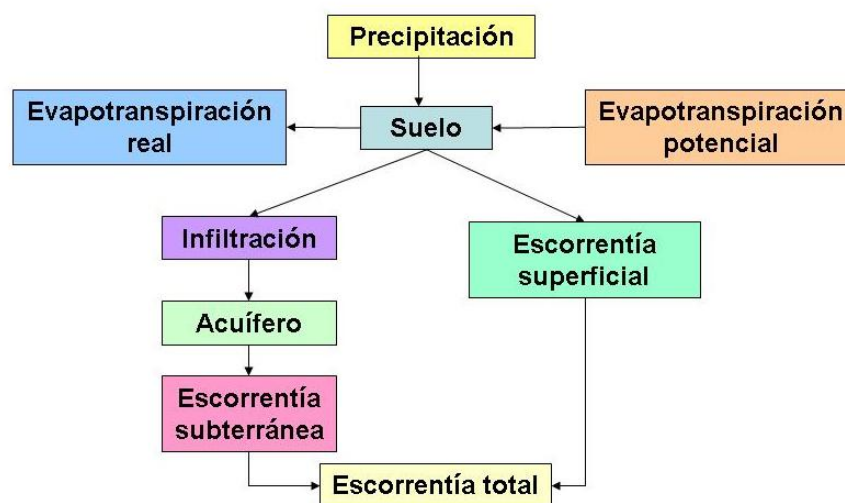 Precipitación
Evapotranspiración
real
Suelo
Evapotranspiración
potencial
Infiltración
Escorrentía
superficial
Acuífero
Escorrentía
subterránea
Escorrentía total